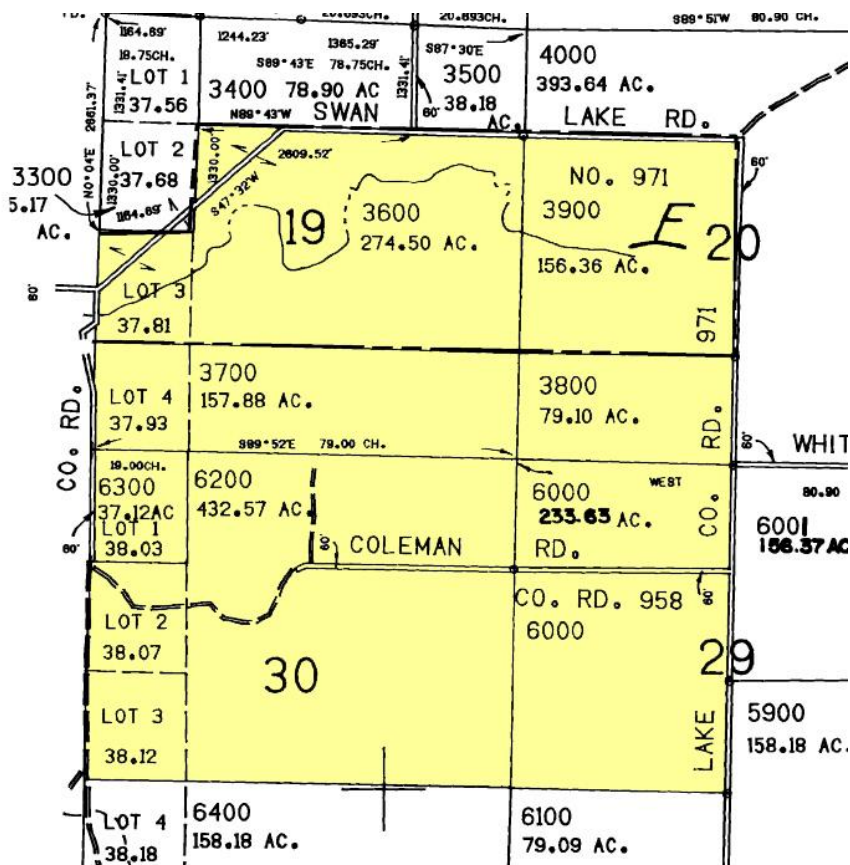 S89°51'W 80.90 CH.
1164.69'
1244.23'
1365.29'
S87°30'E
4000
393.64 AC.
18.75CH.
S89°43'E 78.75CH.
LOT 1
37.56
1331.41'
3400 78.90 AC
1331.41'
3500
38.18
AC.
2661.37'
N89°43'W
SWAN
60'
LAKE RD.
LOT 2
37.68
1330.00'
1330.00'
2609.52'
NO. 971
60'
3300
5.17
AC.
N0°04'E
1164.69'
S47°32'W
19
3600
274.50 AC.
3900
156.36 AC.
E
20
60'
LOT 3
37.81
971
3700
157.88 AC.
3800
79.10 AC.
LOT 4
37.93
CO. RD.
S89°52'E 79.00 CH.
RD.
60'
WHIT
19.00CH.
6300
37.12AC
LOT 1
38.03
60'
6200
432.57 AC.
6000
WEST
233.63 AC.
CO.
80.90
6001
156.37AC
60'
COLEMAN
RD.
CO. RD. 958
60'
6000
LOT 2
38.07
30
29
LOT 3
38.12
LAKE
5900
158.18 AC.
LOT 4
38.18
6400
158.18 AC.
6100
79.09 AC.